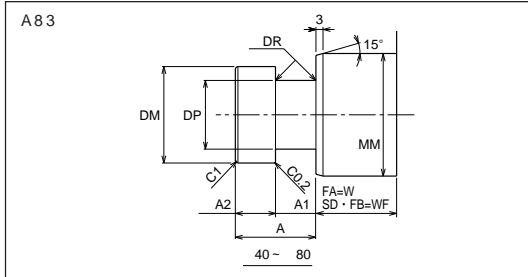 A83
3
DR
15°
DM
DP
MM
C1
C0.2
FA=W
SD・FB=WF
A2
A1
A
40~ 80